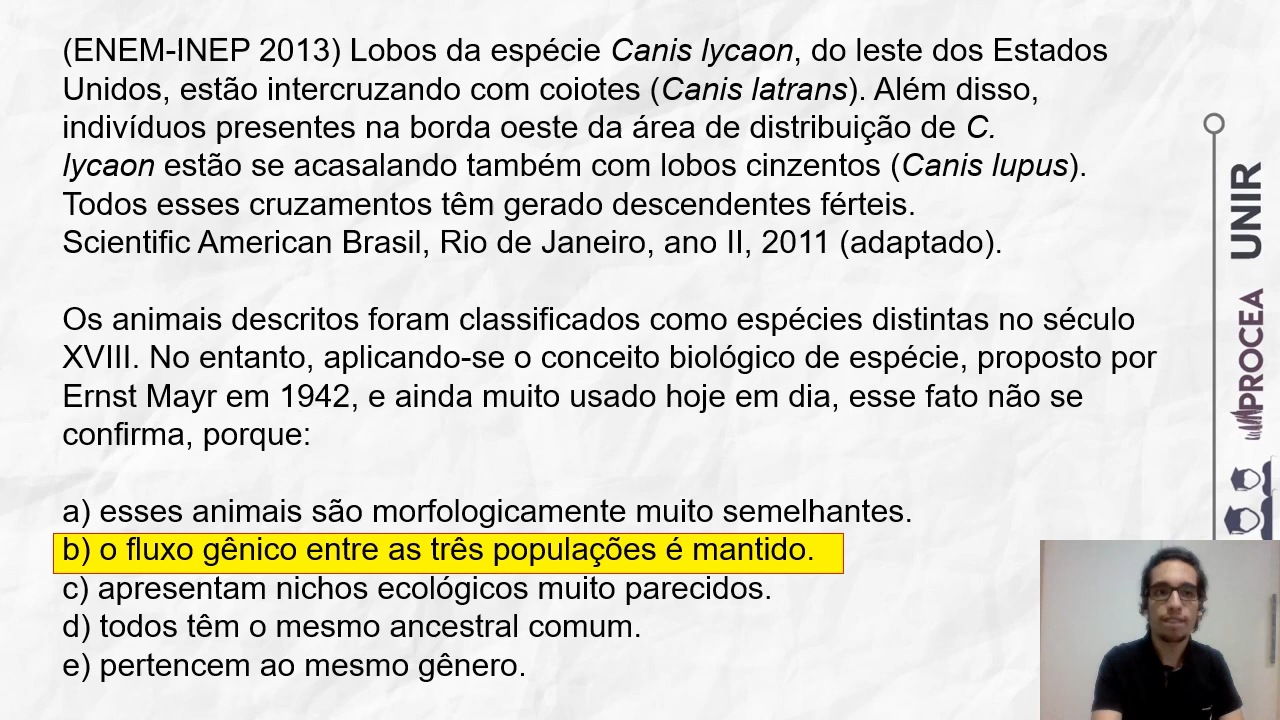 (ENEM-INEP 2013) Lobos da espécie Canis lycaon, do leste dos Estados
Unidos, estão intercruzando com coiotes (Canis latrans). Além disso,
indivíduos presentes na borda oeste da área de distribuição de C.
lycaon estão se acasalando também com lobos cinzentos (Canis lupus).
Todos esses cruzamentos têm gerado descendentes férteis.
Scientific American Brasil, Rio de Janeiro, ano II, 2011 (adaptado).
Os animais descritos foram classificados como espécies distintas no século
XVIII. No entanto, aplicando-se o conceito biológico de espécie, proposto por
Ernst Mayr em 1942, e ainda muito usado hoje em dia, esse fato não se
confirma, porque:
a) esses animais são morfologicamente muito semelhantes.
b) o fluxo gênico entre as três populações é mantido.
c) apresentam nichos ecológicos muito parecidos.
d) todos têm o mesmo ancestral comum.
e) pertencem ao mesmo gênero.
UNIR
PROCEA